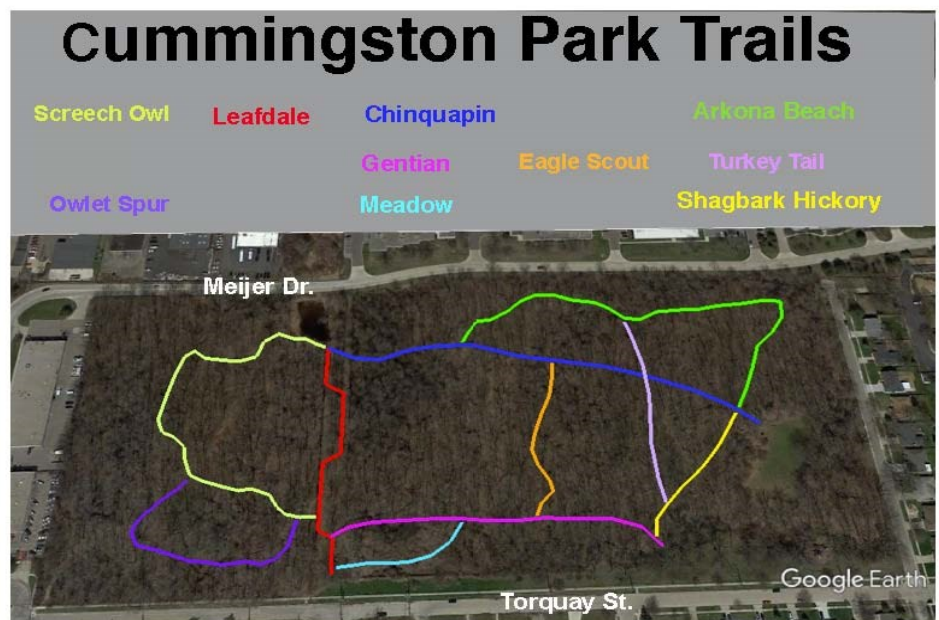 Cummingston Park Trails
Screech Owl Leafdale Chinquapin Arkona Beach
Gentian Eagle Scout Turkey Tail
Owlet Spur Meadow Shagbark Hickory
Meijer Dr.
Google Earth
Torquay St.